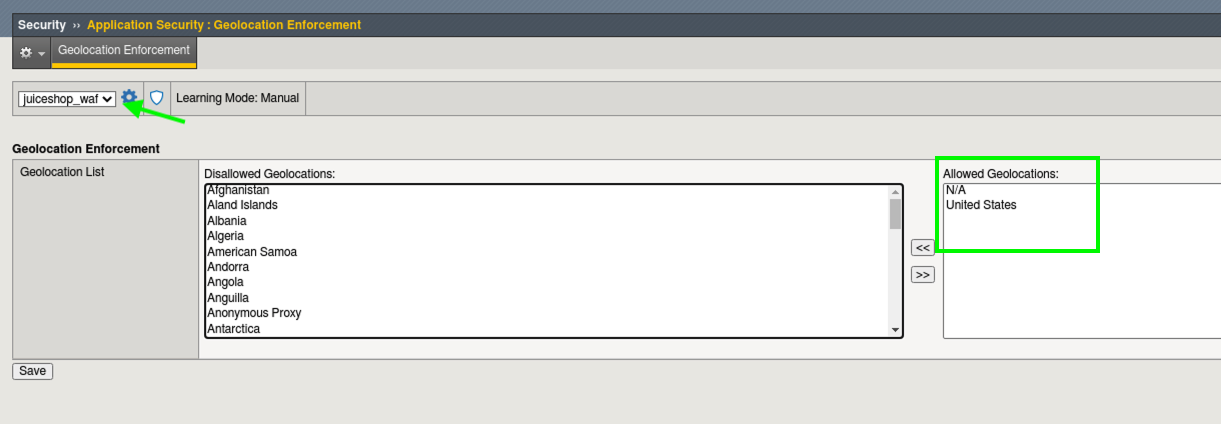 Security ›› Application Security : Geolocation Enforcement
Geolocation Enforcement
juiceshop_waf
Learning Mode: Manual
Geolocation Enforcement
Geolocation List
Disallowed Geolocations:
Afghanistan
Aland Islands
Albania
Algeria
American Samoa
Andorra
Angola
Anguilla
Anonymous Proxy
Antarctica
<<
>>
Allowed Geolocations:
N/A
United States
Save